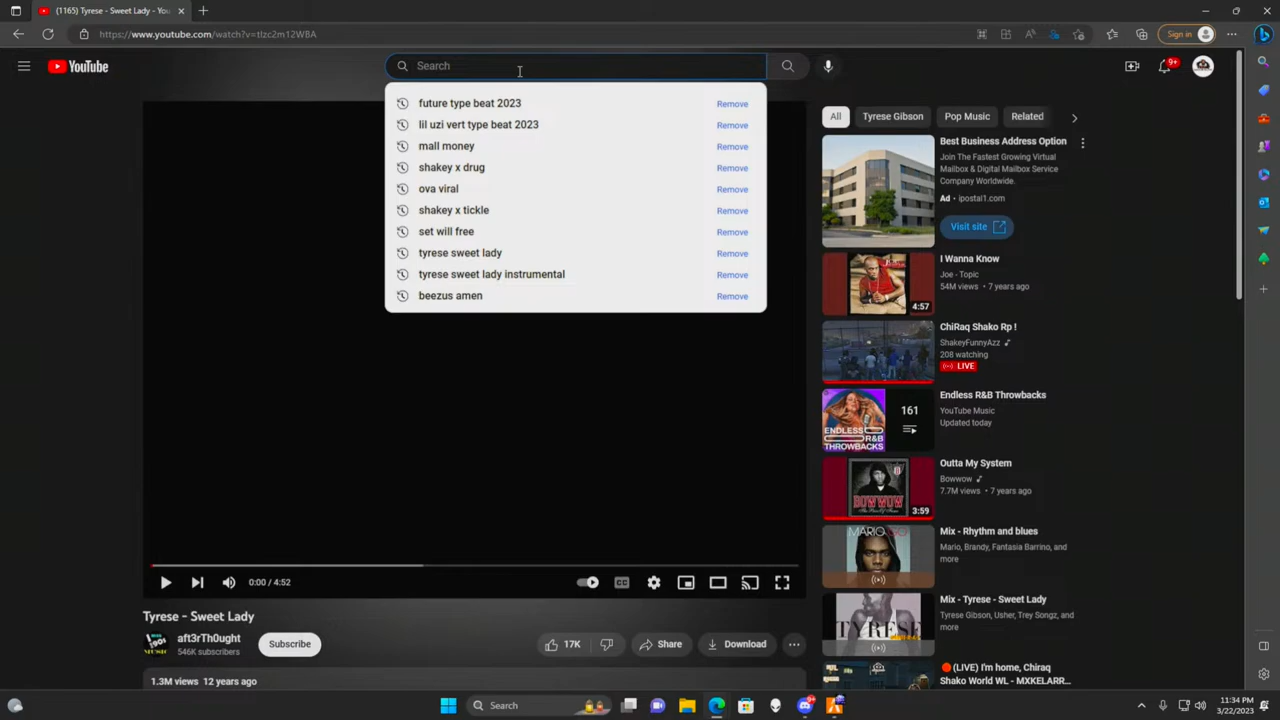 (1165) Tyrese - Sweet Lady - You
https://www.youtube.com/watch?v=tIzc2m12WBA
Sign in
YouTube
Search
9+
future type beat 2023 Remove
lil uzi vert type beat 2023 Remove
mall money Remove
shakey x drug Remove
ova viral Remove
shakey x tickle Remove
set will free Remove
tyrese sweet lady Remove
tyrese sweet lady instrumental Remove
beezus amen Remove
All Tyrese Gibson Pop Music Related
Best Business Address Option
Join The Fastest Growing Virtual
Mailbox & Digital Mailbox Service
Company Worldwide.
Ad • ipostal1.com
Visit site
I Wanna Know
Joe - Topic
54M views • 7 years ago
4:57
ChiRaq Shako Rp !
ShakeyFunnyAzz
208 watching
LIVE
Endless R&B Throwbacks
YouTube Music
Updated today
161
ENDLESS
R&B
THROWBACKS
Outta My System
Bowwow
7.7M views • 7 years ago
BOWWOW
3:59
Mix - Rhythm and blues
Mario, Brandy, Fantasia Barrino, and
more
MARIO
Mix - Tyrese - Sweet Lady
Tyrese Gibson, Usher, Trey Songz, and
more
TYRESE
(LIVE) I'm home, Chiraq
Shako World WL - MXKELARR...
0:00 / 4:52
CC
Tyrese - Sweet Lady
aft3rTh0ught
546K subscribers
Subscribe
17K
Share
Download
1.3M views 12 years ago
Search
11:34 PM
3/22/2023